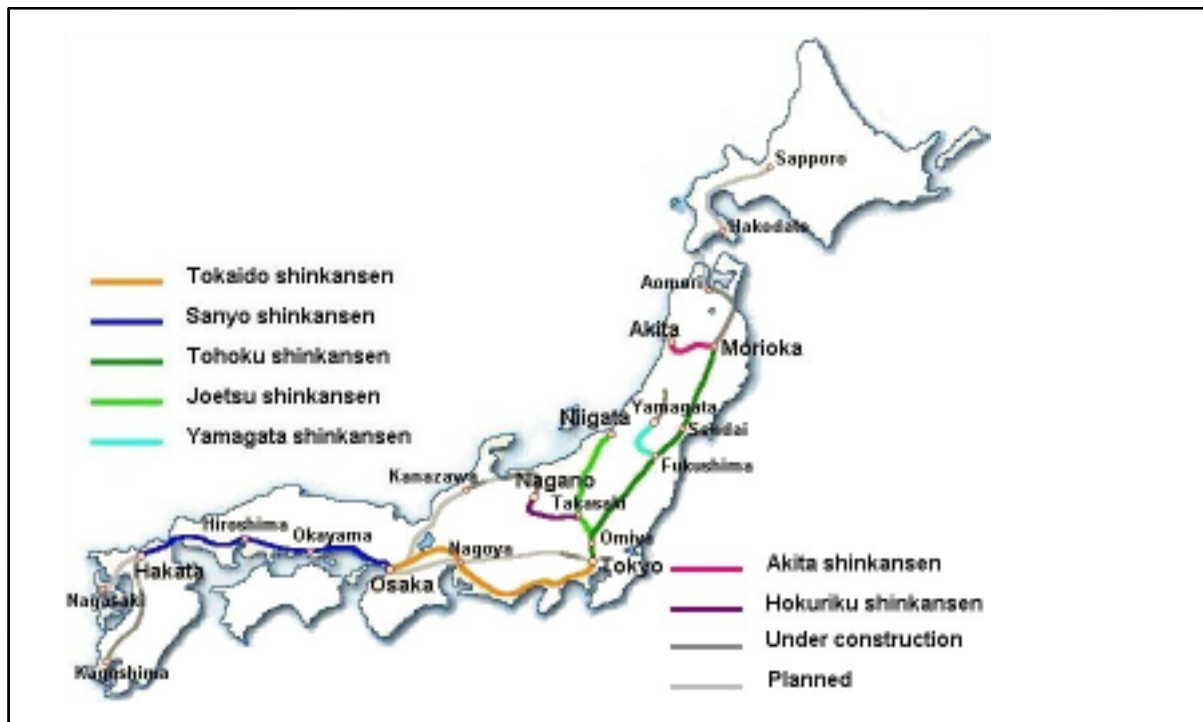 Sapporo
Hakodate
Aomori
Akita
Morioka
Tokaido shinkansen
Sanyo shinkansen
Tohoku shinkansen
Joetsu shinkansen
Yamagata shinkansen
Yamagata
Niigata
Sendai
Fukushima
Kanazawa
Nagano
Takasaki
Hiroshima
Okayama
Omiya
Nagoya
Tokyo
Hakata
Osaka
Nagasaki
Kagoshima
Akita shinkansen
Hokuriku shinkansen
Under construction
Planned